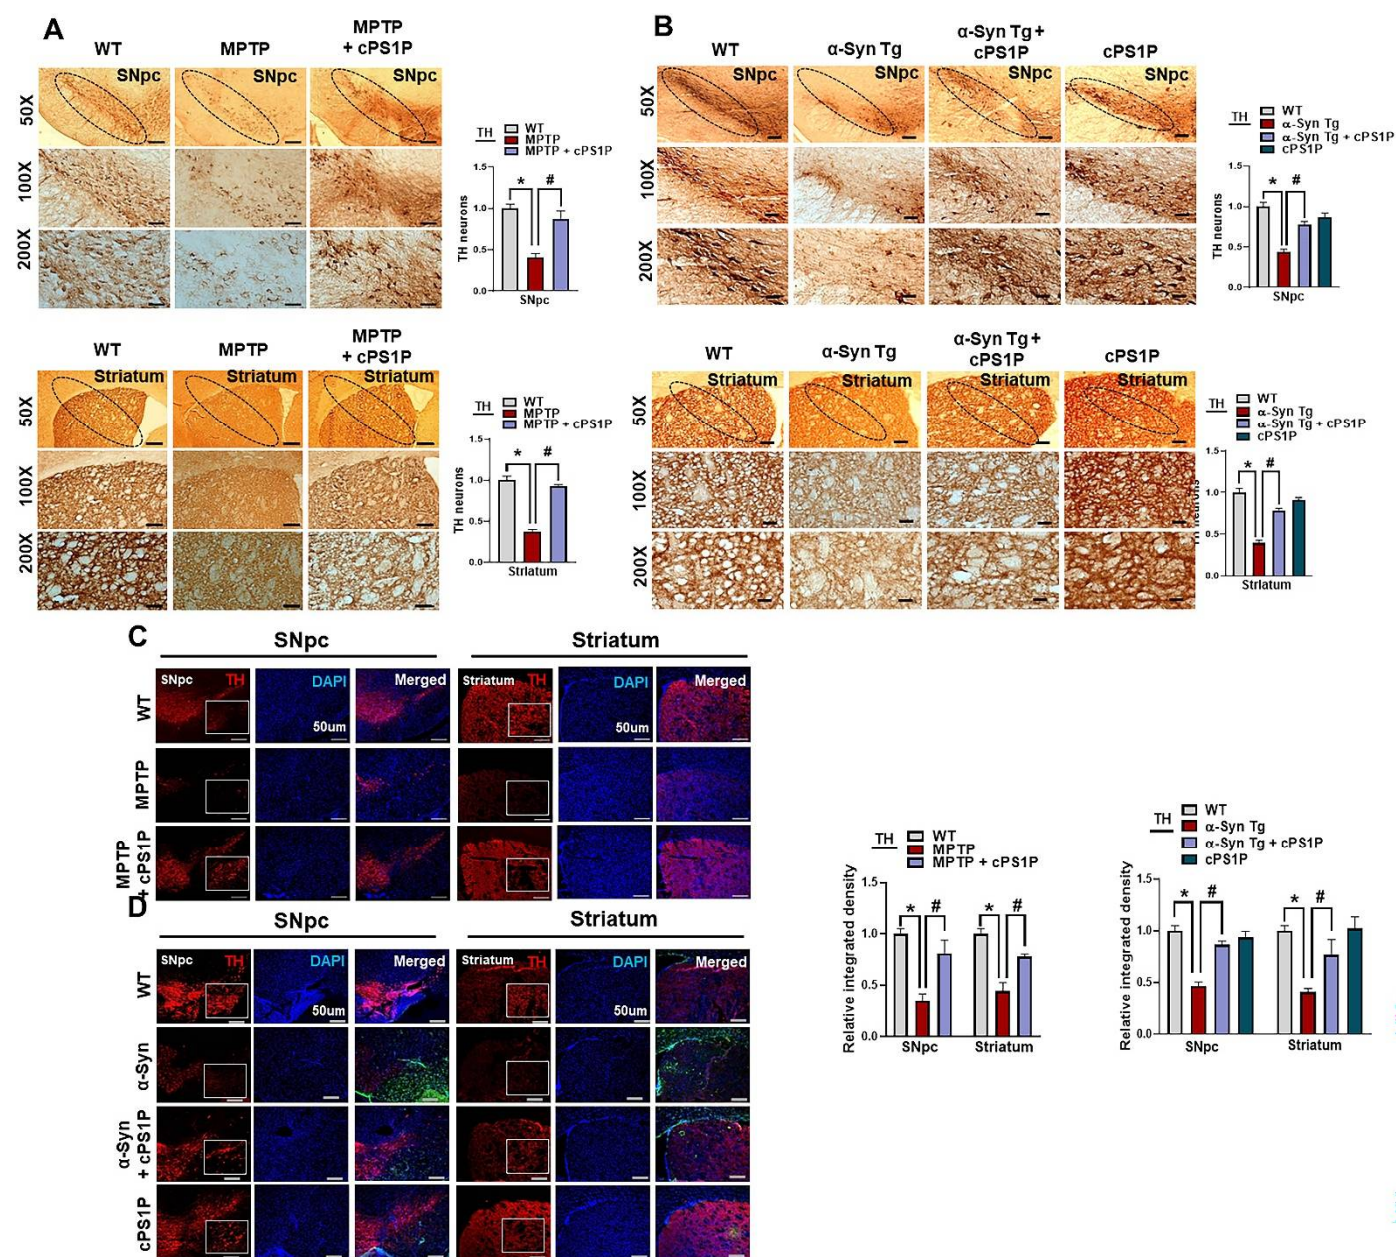 A
WT
MPTP
MPTP
+ cPS1P
50X
SNpc
SNpc
SNpc
100X
200X
TH
WT
MPTP
MPTP + cPS1P
TH neurons
1.5
1.0
0.5
0.0
*
#
SNpc
WT
MPTP
MPTP
+ cPS1P
50X
Striatum
Striatum
Striatum
100X
200X
TH
WT
MPTP
MPTP + cPS1P
TH neurons
1.5
1.0
0.5
0.0
*
#
Striatum
B
WT
α-Syn Tg
α-Syn Tg +
cPS1P
cPS1P
50X
SNpc
SNpc
SNpc
SNpc
100X
200X
TH
WT
α-Syn Tg
α-Syn Tg + cPS1P
cPS1P
TH neurons
1.5
1.0
0.5
0.0
*
#
SNpc
WT
α-Syn Tg
α-Syn Tg +
cPS1P
cPS1P
50X
Striatum
Striatum
Striatum
Striatum
100X
200X
TH
WT
α-Syn Tg
α-Syn Tg + cPS1P
cPS1P
1.5
1.0
0.5
0.0
*
#
Striatum
C
SNpc
Striatum
WT
SNpc
TH
DAPI
50um
Merged
Striatum
TH
DAPI
50um
Merged
MPTP
MPTP
+ cPS1P
TH
WT
MPTP
MPTP + cPS1P
Relative integrated density
1.5
1.0
0.5
0.0
*
#
*
#
SNpc
Striatum
D
SNpc
Striatum
WT
SNpc
TH
DAPI
50um
Merged
Striatum
TH
DAPI
50um
Merged
α-Syn
α-Syn
+ cPS1P
cPS1P
TH
WT
α-Syn Tg
α-Syn Tg + cPS1P
cPS1P
Relative integrated density
1.5
1.0
0.5
0.0
*
#
*
#
SNpc
Striatum